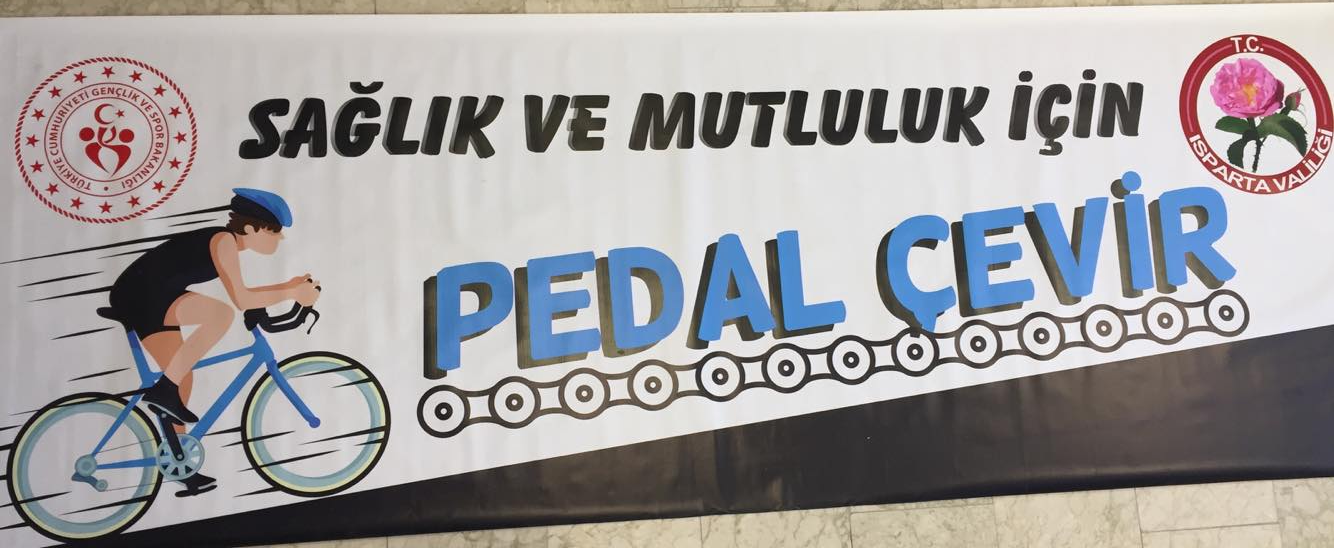 TÜRKİYE CUMHURİYETİ GENÇLİK VE SPOR BAKANLIĞI
SAĞLIK VE MUTLULUK İÇİN
T.C.
ISPARTA VALİLİĞİ
PEDAL ÇEVİR